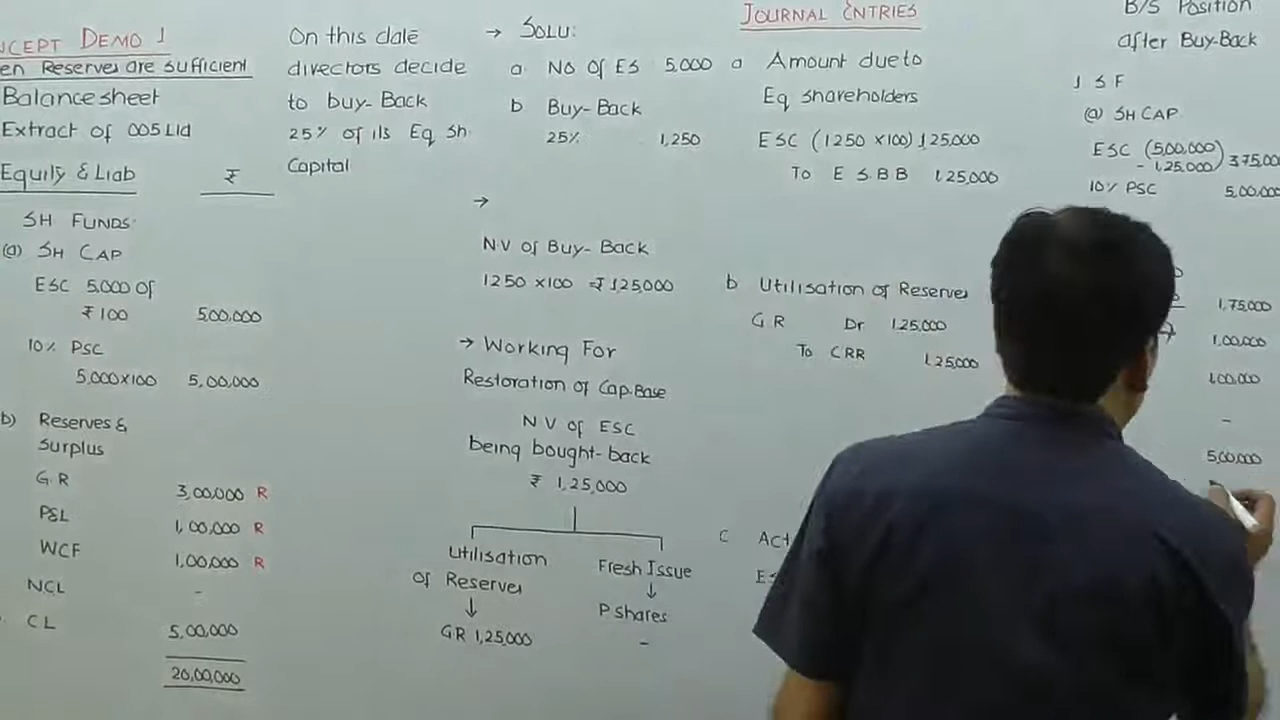 CONCEPT DEMO 1
When Reserves are Sufficient
Balance sheet
Extract of OOS Ltd
Equity & Liab ₹
SH FUNDS:
(a) SH CAP
ESC 5,000 of
₹ 100 5,00,000
10% PSC
5,000x100 5,00,000
b) Reserves &
Surplus
G.R 3,00,000 R
P&L 1,00,000 R
WCF 1,00,000 R
NCL -
CL 5,00,000
20,00,000
On this date
directors decide
to buy-Back
25% of its Eq Sh.
Capital
→ SOLU:
a. NO Of ES 5,000
b Buy-Back
25% 1,250
→
N.V of Buy-Back
1250 x100 = ₹ 1,25,000
→ Working For
Restoration of Cap.Base
N V of ESC
being bought-back
₹ 1,25,000
Utilisation
of Reserves
↓
GR 1,25,000
Fresh Issue
↓
P shares
-
JOURNAL ENTRIES
a Amount due to
Eq shareholders
ESC (1250 x100) 1,25,000
To E S.B B 1,25,000
b Utilisation of Reserves
G R Dr 1,25,000
To CRR 1,25,000
C Act
ES
B/S Position
after Buy-Back
1 S F
@ SH CAP
ESC (5,00,000
- 1,25,000) 3,75,000
10% PSC 5,00,000
1,75,000
1,00,000
1,00,000
-
5,00,000